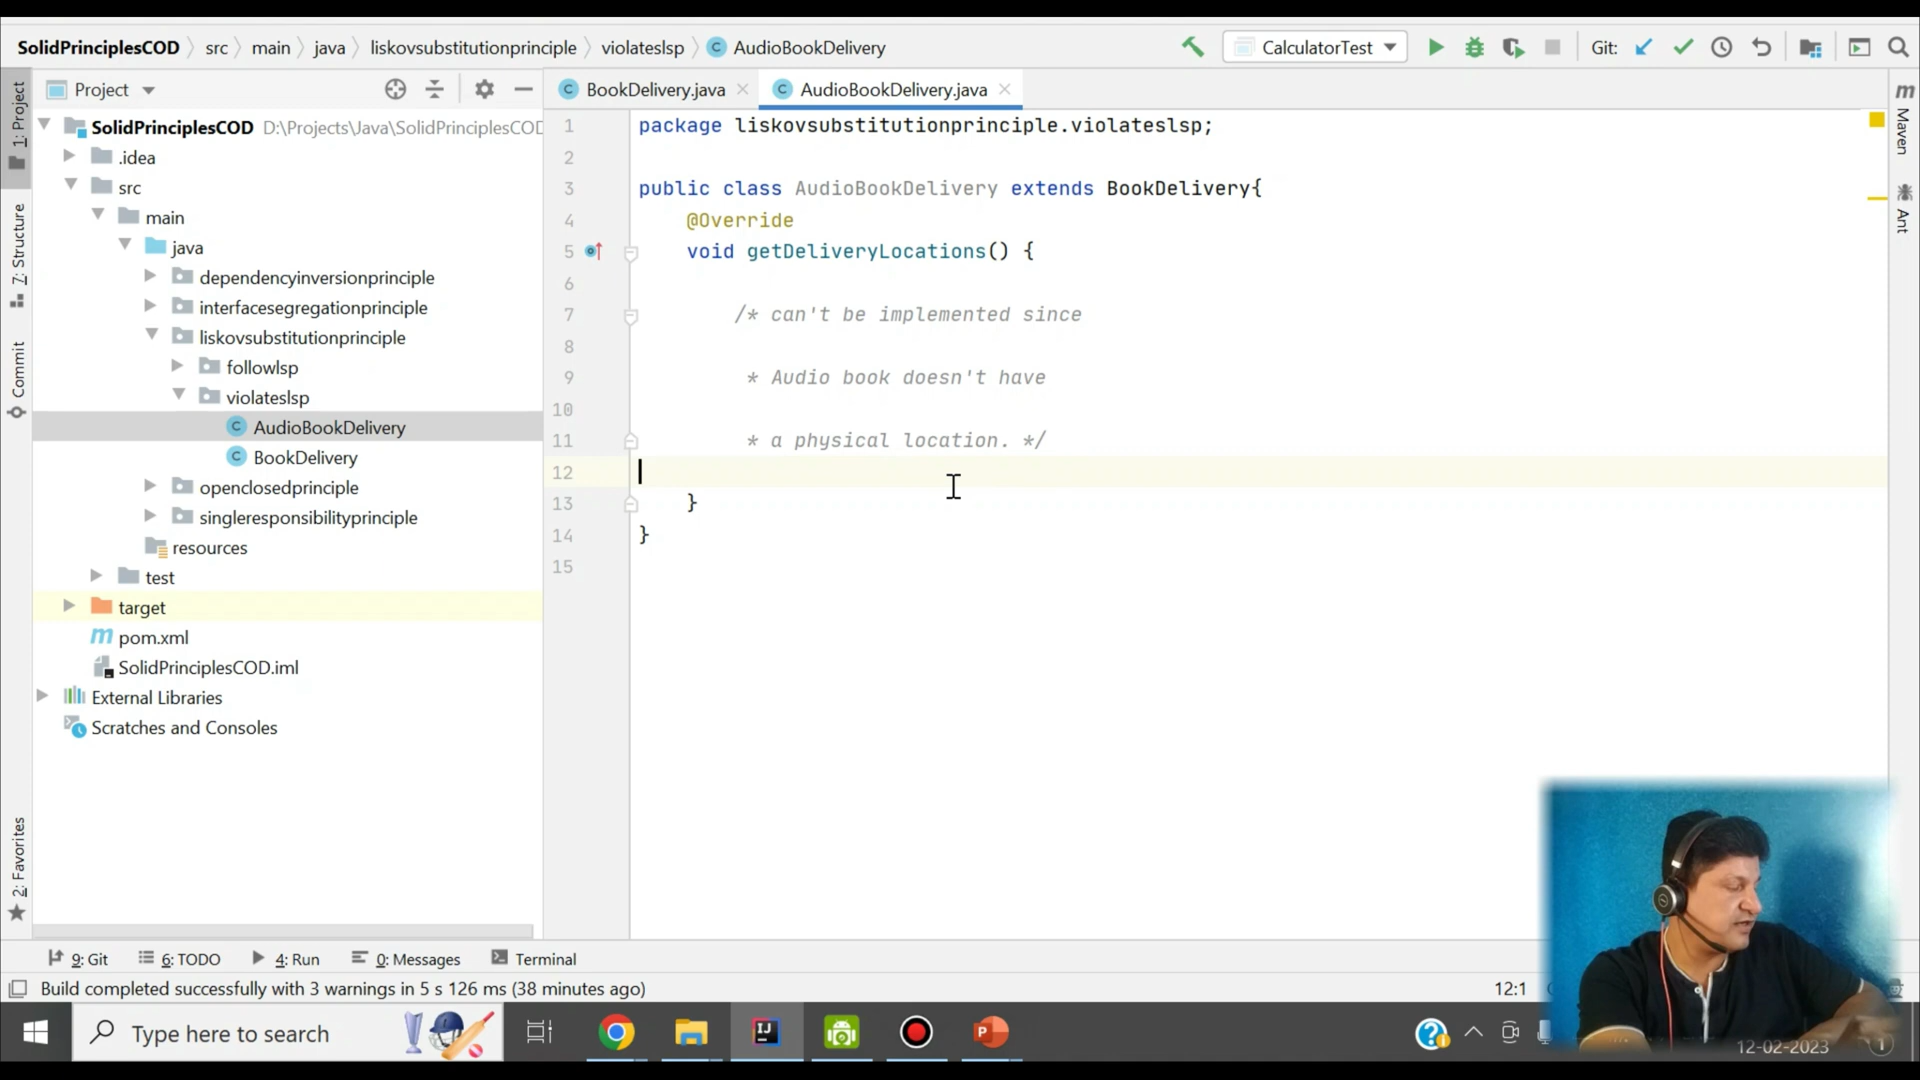 SolidPrinciplesCOD src main java liskovsubstitutionprinciple violateslsp C AudioBookDelivery CalculatorTest Git:
Project
BookDelivery.java
AudioBookDelivery.java
1: Project
7: Structure
Commit
2: Favorites
SolidPrinciplesCOD D:\Projects\Java\SolidPrinciplesCOD
.idea
src
main
java
dependencyinversionprinciple
interfacesegregationprinciple
liskovsubstitutionprinciple
followlsp
violateslsp
C AudioBookDelivery
C BookDelivery
openclosedprinciple
singleresponsibilityprinciple
resources
test
target
m pom.xml
SolidPrinciplesCOD.iml
External Libraries
Scratches and Consoles
1 package liskovsubstitutionprinciple.violateslsp;
2
3 public class AudioBookDelivery extends BookDelivery{
4 @Override
5 void getDeliveryLocations() {
6
7 /* can't be implemented since
8
9 * Audio book doesn't have
10
11 * a physical location. */
12
13 }
14 }
15
m Maven
Ant
9: Git 6: TODO 4: Run 0: Messages Terminal
Build completed successfully with 3 warnings in 5 s 126 ms (38 minutes ago)
12:1
Type here to search
12-02-2023
1